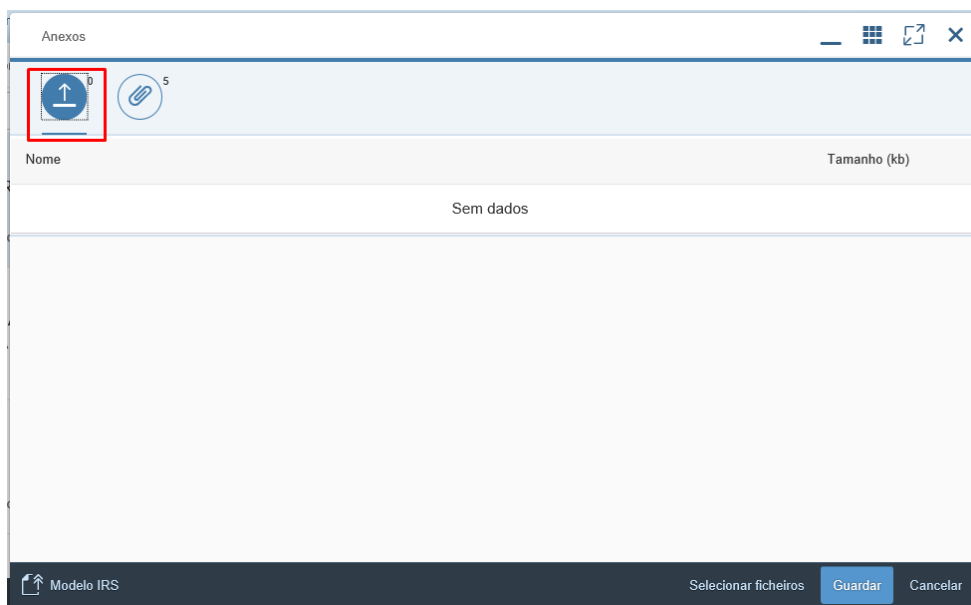 Anexos
0
5
Nome Tamanho (kb)
Sem dados
Modelo IRS Selecionar ficheiros Guardar Cancelar